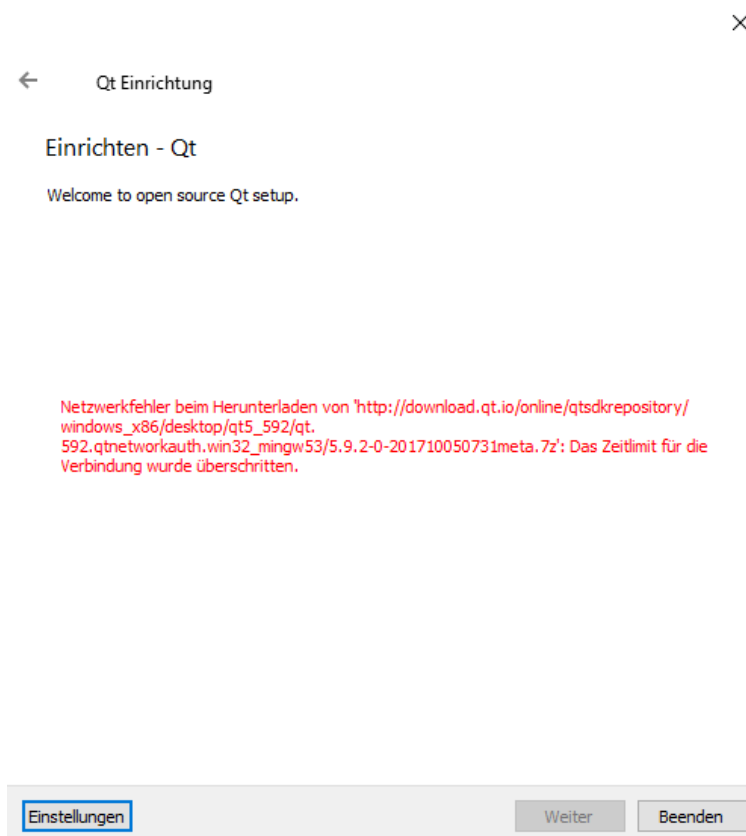 Qt Einrichtung
Einrichten - Qt
Welcome to open source Qt setup.
Netzwerkfehler beim Herunterladen von 'http://download.qt.io/online/qtsdkrepository/
windows_x86/desktop/qt5_592/qt.
592.qtnetworkauth.win32_mingw53/5.9.2-0-201710050731meta.7z': Das Zeitlimit für die
Verbindung wurde überschritten.
Einstellungen
Weiter
Beenden